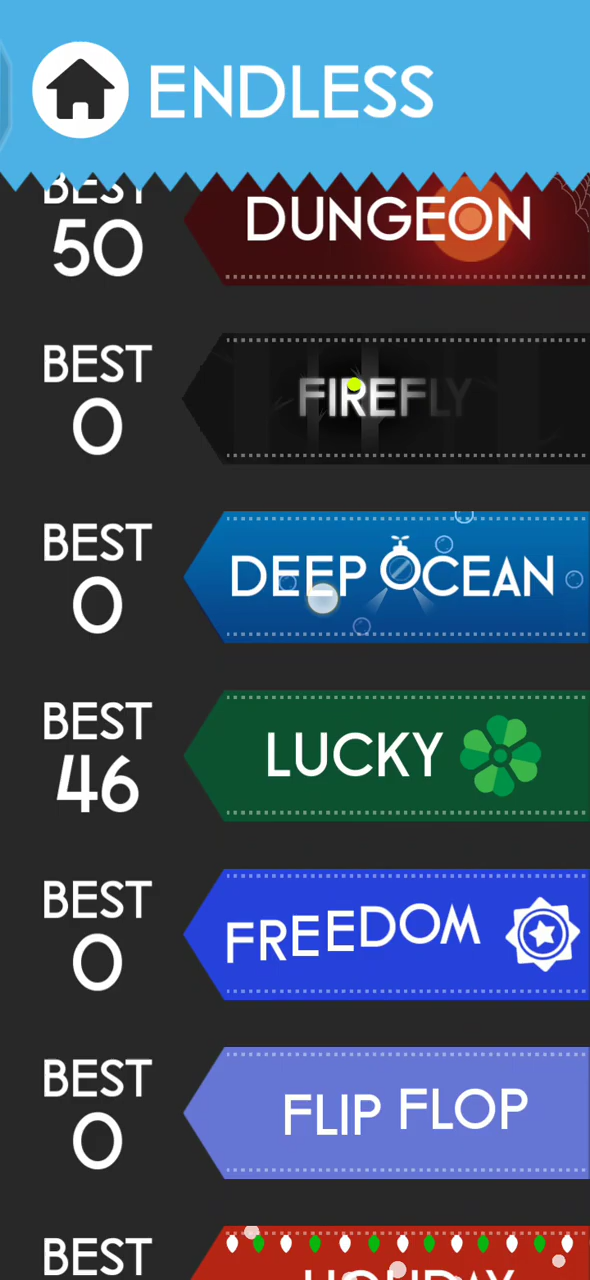 ENDLESS
BEST
50
DUNGEON
BEST
0
FIREFLY
BEST
0
DEEP OCEAN
BEST
46
LUCKY
BEST
0
FREEDOM
BEST
0
FLIP FLOP
BEST
HOLIDAY